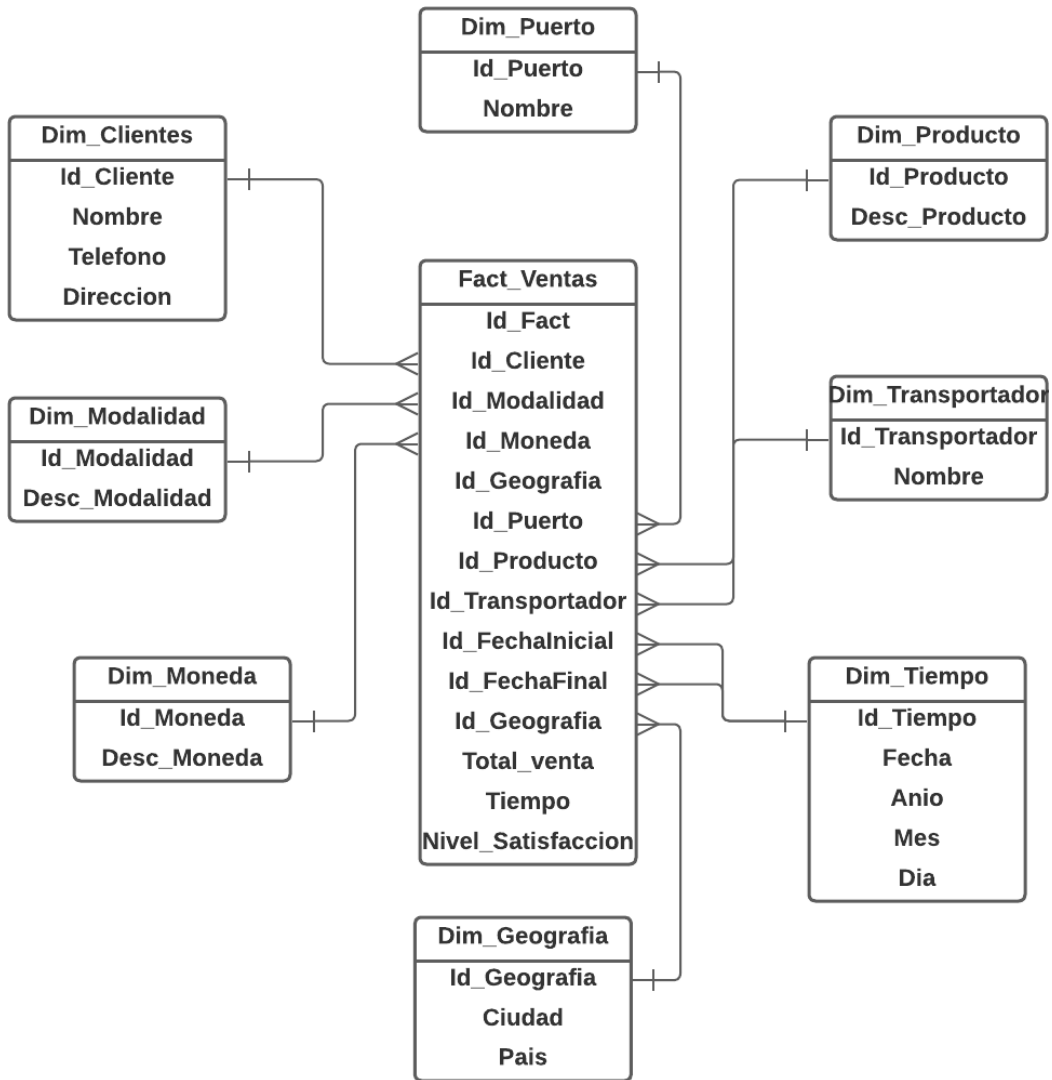 Dim_Puerto
Id_Puerto
Nombre
Dim_Clientes
Id_Cliente
Nombre
Telefono
Direccion
Dim_Producto
Id_Producto
Desc_Producto
Fact_Ventas
Id_Fact
Id_Cliente
Id_Modalidad
Id_Moneda
Id_Geografia
Id_Puerto
Id_Producto
Id_Transportador
Id_FechaInicial
Id_FechaFinal
Id_Geografia
Total_venta
Tiempo
Nivel_Satisfaccion
Dim_Modalidad
Id_Modalidad
Desc_Modalidad
Dim_Transportador
Id_Transportador
Nombre
Dim_Moneda
Id_Moneda
Desc_Moneda
Dim_Tiempo
Id_Tiempo
Fecha
Anio
Mes
Dia
Dim_Geografia
Id_Geografia
Ciudad
Pais